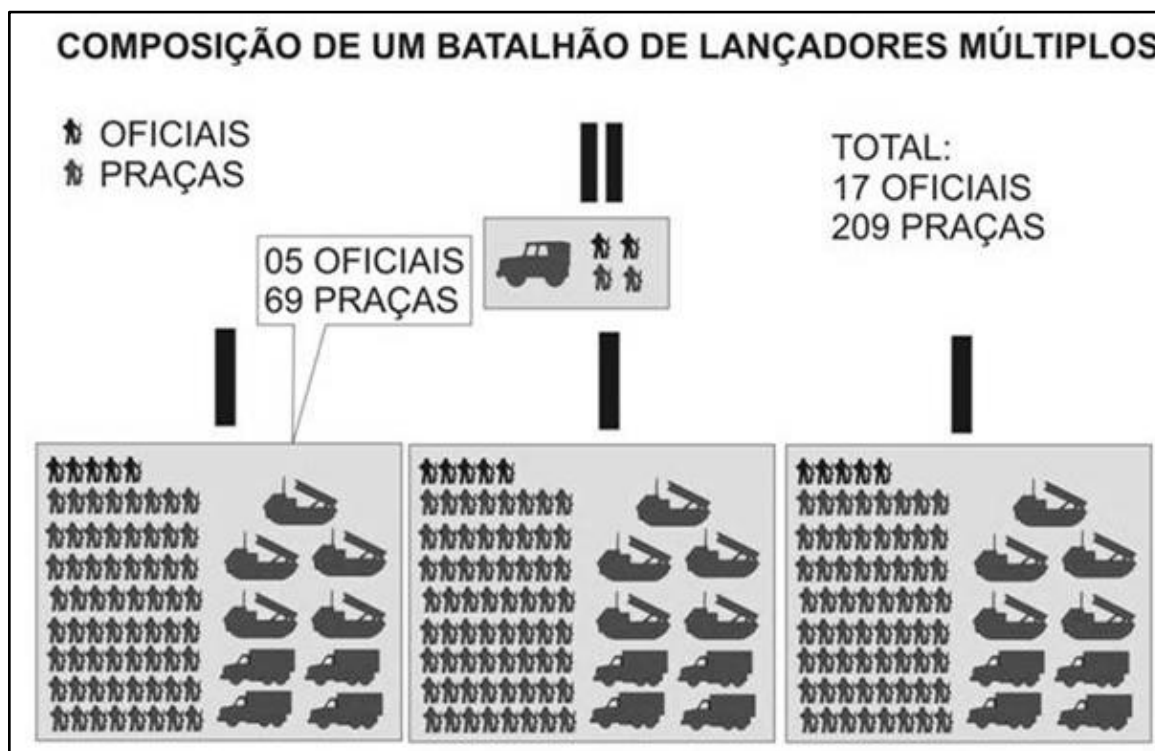 COMPOSIÇÃO DE UM BATALHÃO DE LANÇADORES MÚLTIPLOS
OFICIAIS
PRAÇAS
TOTAL:
17 OFICIAIS
209 PRAÇAS
05 OFICIAIS
69 PRAÇAS